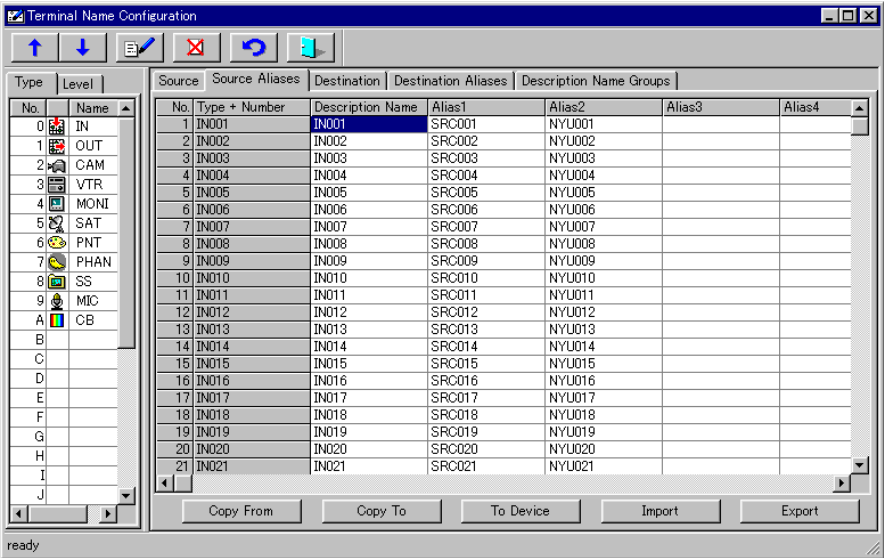 Terminal Name Configuration
Type Level
No. Name
0 IN
1 OUT
2 CAM
3 VTR
4 MONI
5 SAT
6 PNT
7 PHAN
8 SS
9 MIC
A CB
B
C
D
E
F
G
H
I
J
Source Source Aliases Destination Destination Aliases Description Name Groups
No. Type + Number Description Name Alias1 Alias2 Alias3 Alias4
1 IN001 IN001 SRC001 NYU001
2 IN002 IN002 SRC002 NYU002
3 IN003 IN003 SRC003 NYU003
4 IN004 IN004 SRC004 NYU004
5 IN005 IN005 SRC005 NYU005
6 IN006 IN006 SRC006 NYU006
7 IN007 IN007 SRC007 NYU007
8 IN008 IN008 SRC008 NYU008
9 IN009 IN009 SRC009 NYU009
10 IN010 IN010 SRC010 NYU010
11 IN011 IN011 SRC011 NYU011
12 IN012 IN012 SRC012 NYU012
13 IN013 IN013 SRC013 NYU013
14 IN014 IN014 SRC014 NYU014
15 IN015 IN015 SRC015 NYU015
16 IN016 IN016 SRC016 NYU016
17 IN017 IN017 SRC017 NYU017
18 IN018 IN018 SRC018 NYU018
19 IN019 IN019 SRC019 NYU019
20 IN020 IN020 SRC020 NYU020
21 IN021 IN021 SRC021 NYU021
Copy From Copy To To Device Import Export
ready